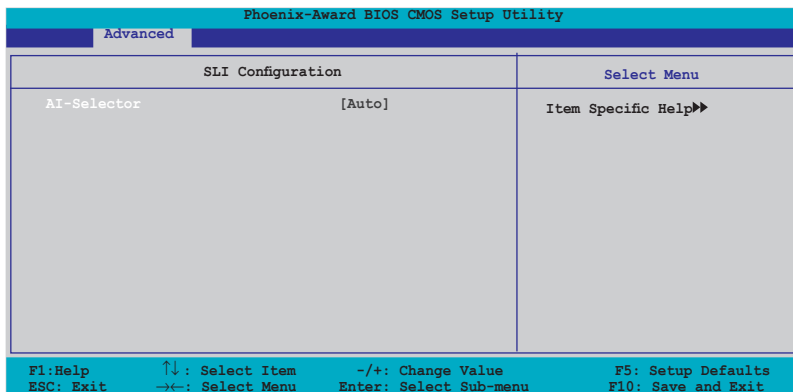 Phoenix-Award BIOS CMOS Setup Utility
Advanced
SLI Configuration
Select Menu
AI-Selector [Auto]
Item Specific Help▶▶
F1:Help ↑↓: Select Item -/+: Change Value F5: Setup Defaults
ESC: Exit →←: Select Menu Enter: Select Sub-menu F10: Save and Exit